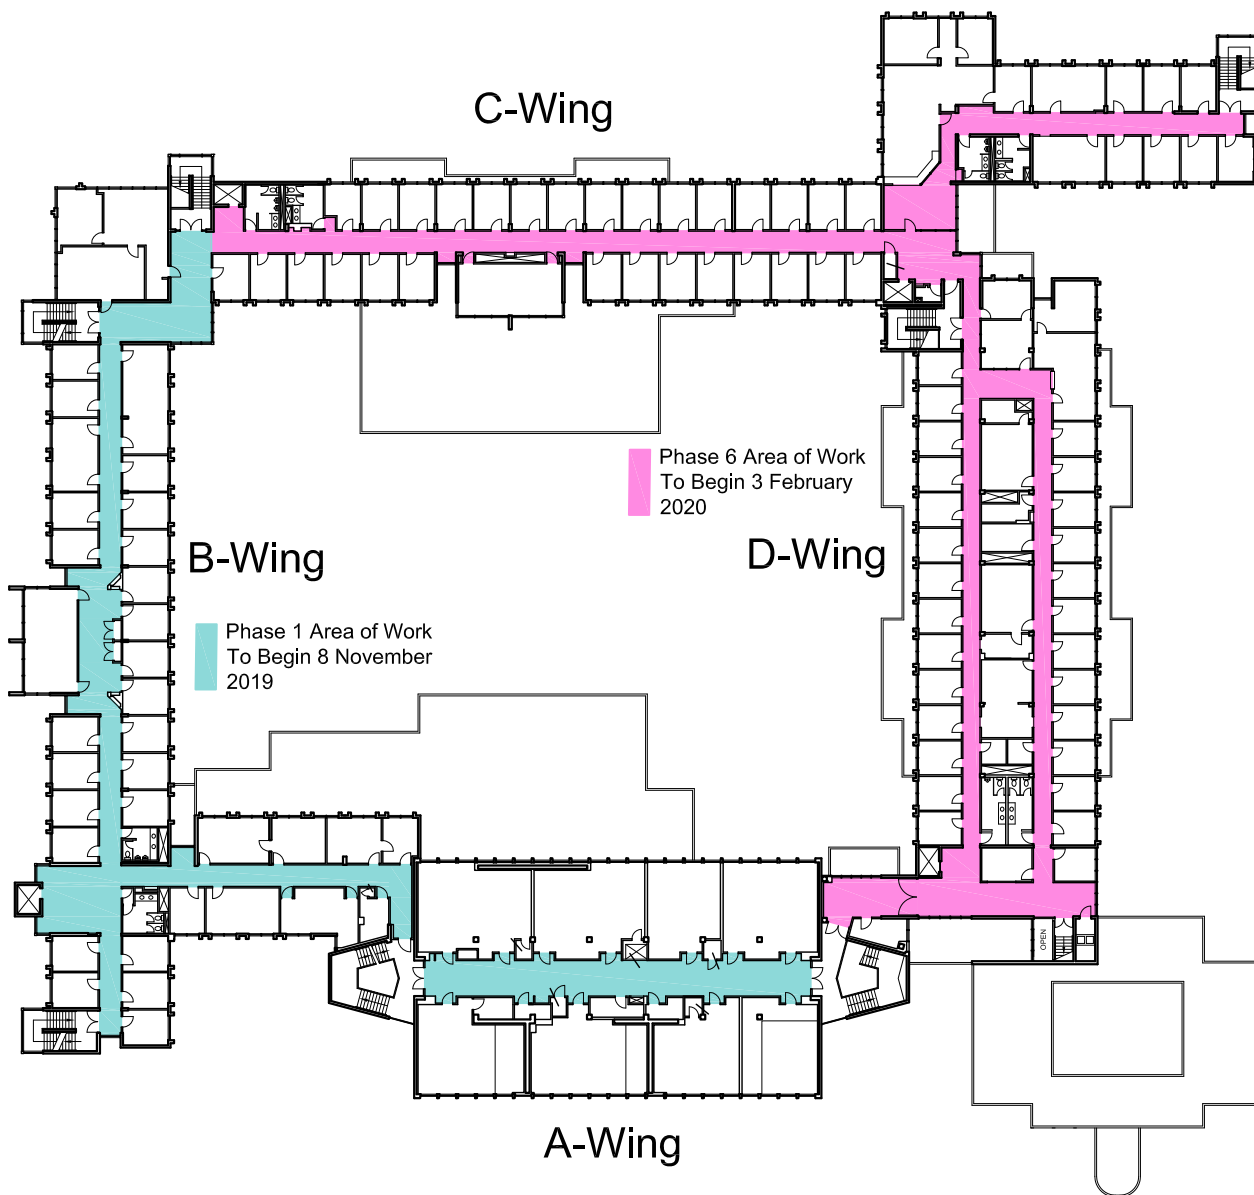 C-Wing
Phase 6 Area of Work
To Begin 3 February
2020
B-Wing
D-Wing
Phase 1 Area of Work
To Begin 8 November
2019
OPEN
A-Wing